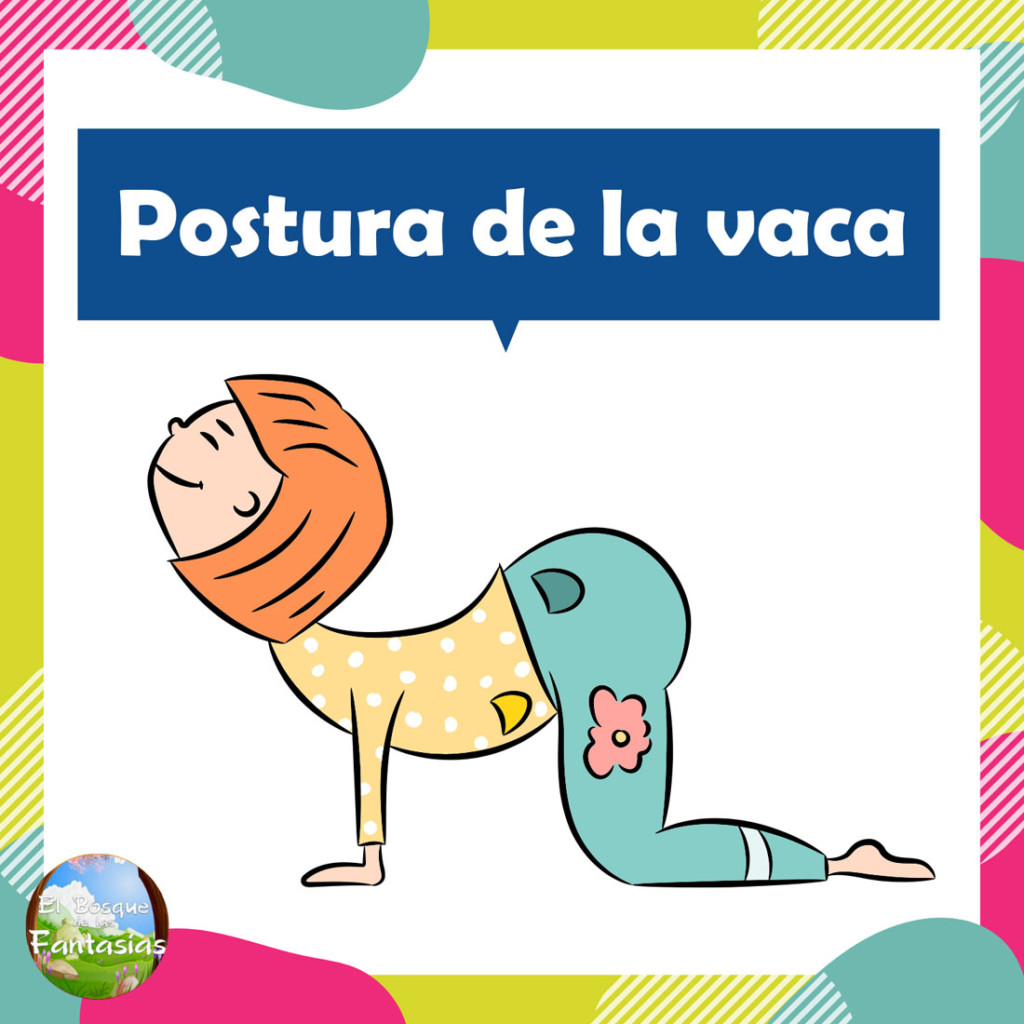 Postura de la vaca
El Bosque
de las
Fantasías